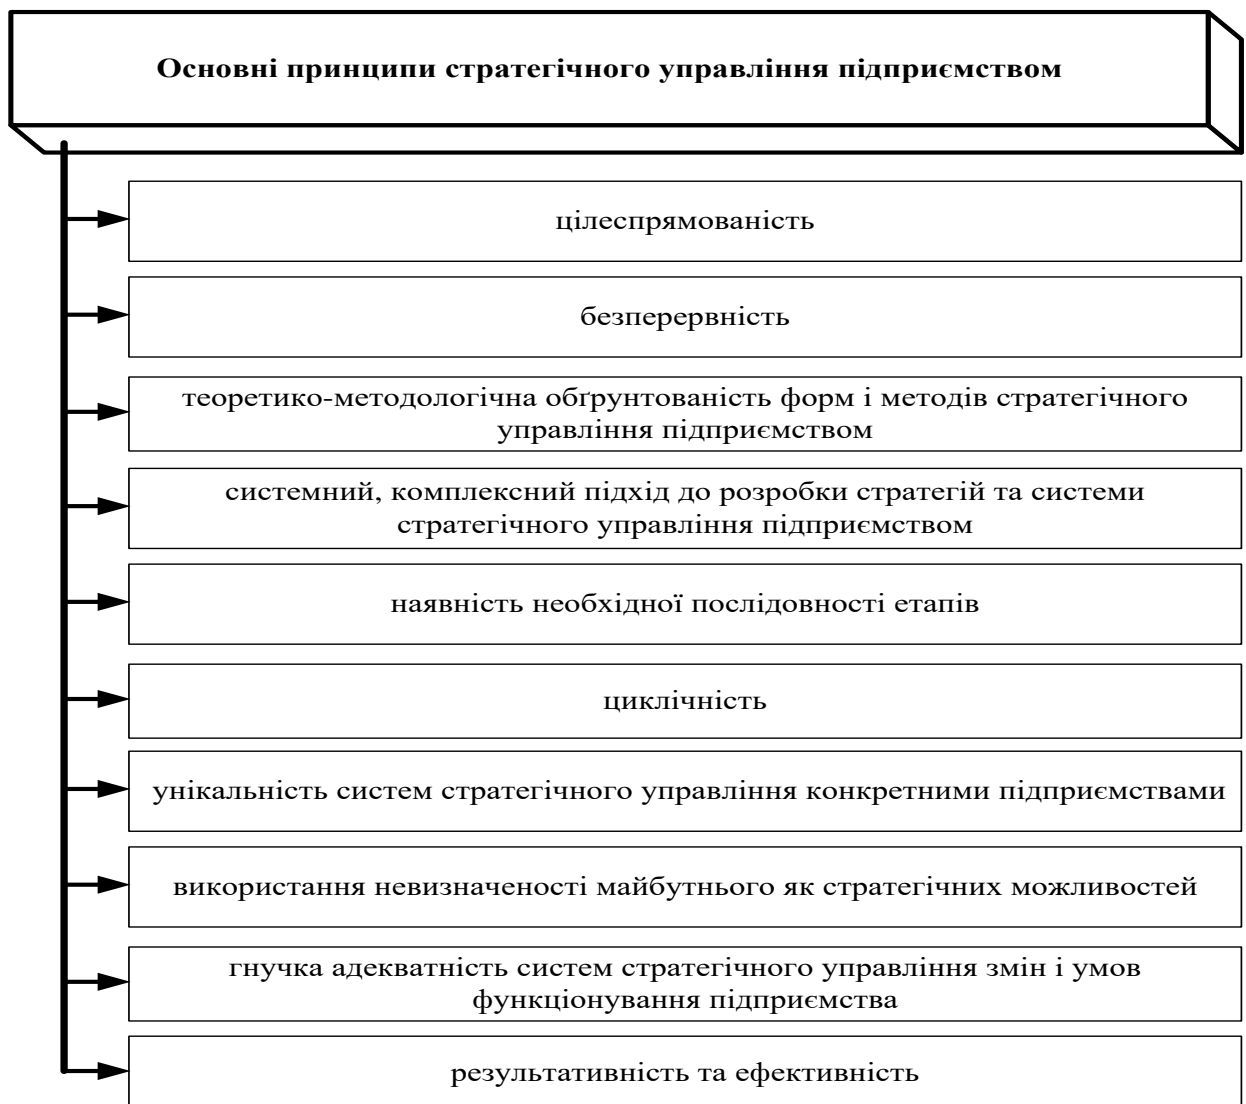 Основні принципи стратегічного управління підприємством
цілеспрямованість
безперервність
теоретико-методологічна обґрунтованість форм і методів стратегічного
управління підприємством
системний, комплексний підхід до розробки стратегій та системи
стратегічного управління підприємством
наявність необхідної послідовності етапів
циклічність
унікальність систем стратегічного управління конкретними підприємствами
використання невизначеності майбутнього як стратегічних можливостей
гнучка адекватність систем стратегічного управління змін і умов
функціонування підприємства
результативність та ефективність